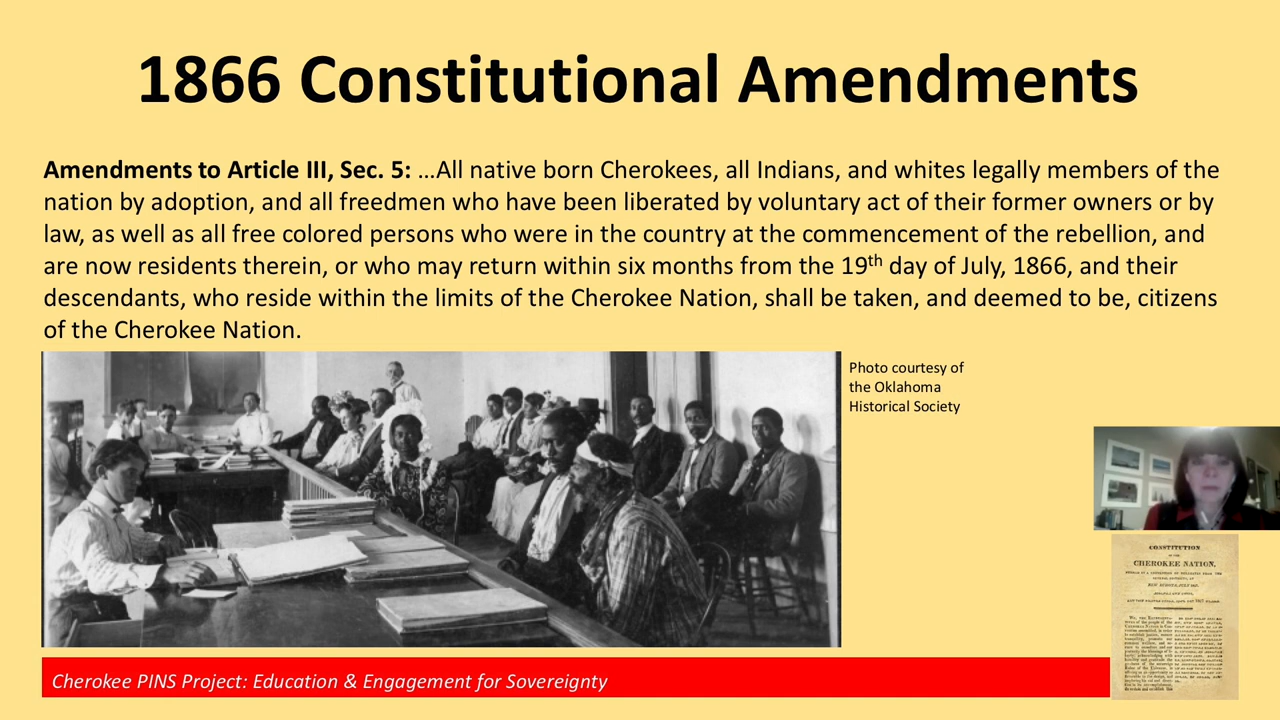 1866 Constitutional Amendments
Amendments to Article III, Sec. 5: ...All native born Cherokees, all Indians, and whites legally members of the
nation by adoption, and all freedmen who have been liberated by voluntary act of their former owners or by
law, as well as all free colored persons who were in the country at the commencement of the rebellion, and
are now residents therein, or who may return within six months from the 19th day of July, 1866, and their
descendants, who reside within the limits of the Cherokee Nation, shall be taken, and deemed to be, citizens
of the Cherokee Nation.
Photo courtesy of
the Oklahoma
Historical Society
CONSTITUTION
OF THE
CHEROKEE NATION,
Cherokee PINS Project: Education & Engagement for Sovereignty